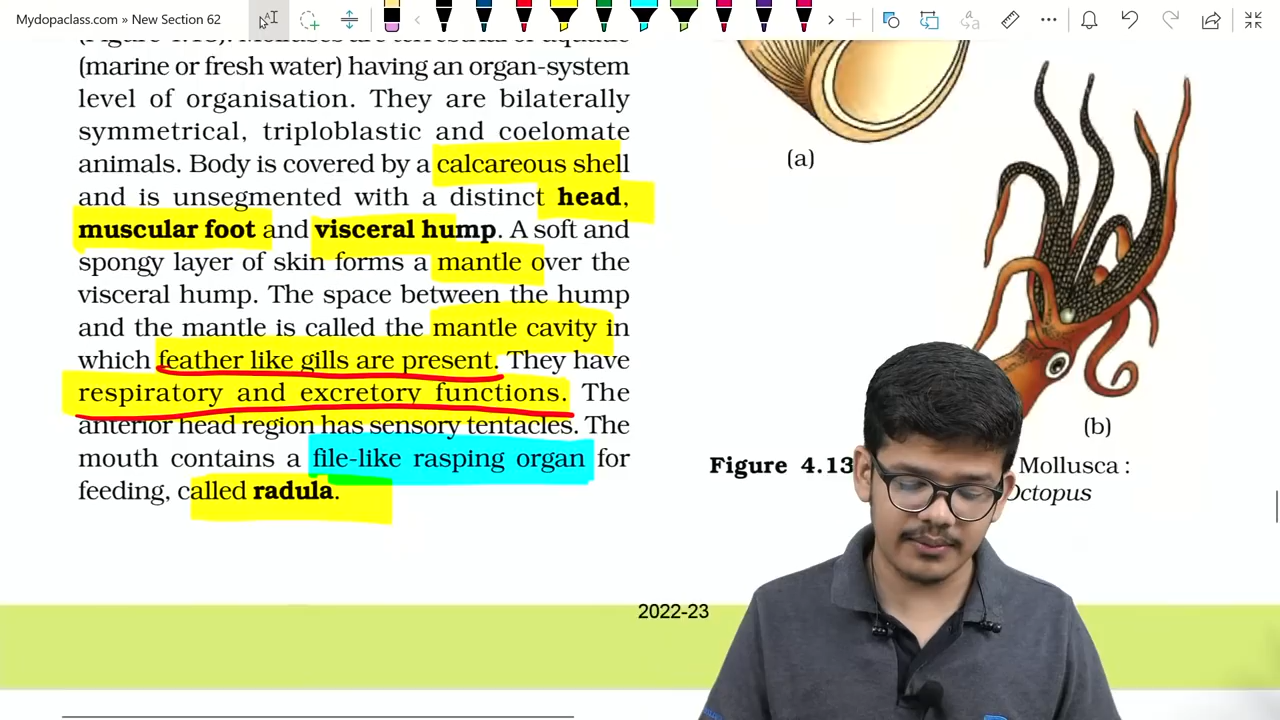 Mydopaclass.com » New Section 62
(marine or fresh water) having an organ-system
level of organisation. They are bilaterally
symmetrical, triploblastic and coelomate
animals. Body is covered by a calcareous shell
and is unsegmented with a distinct head,
muscular foot and visceral hump. A soft and
spongy layer of skin forms a mantle over the
visceral hump. The space between the hump
and the mantle is called the mantle cavity in
which feather like gills are present. They have
respiratory and excretory functions. The
anterior head region has sensory tentacles. The
mouth contains a file-like rasping organ for
feeding, called radula.
(a)
(b)
Figure 4.13 Mollusca :
Octopus
2022-23